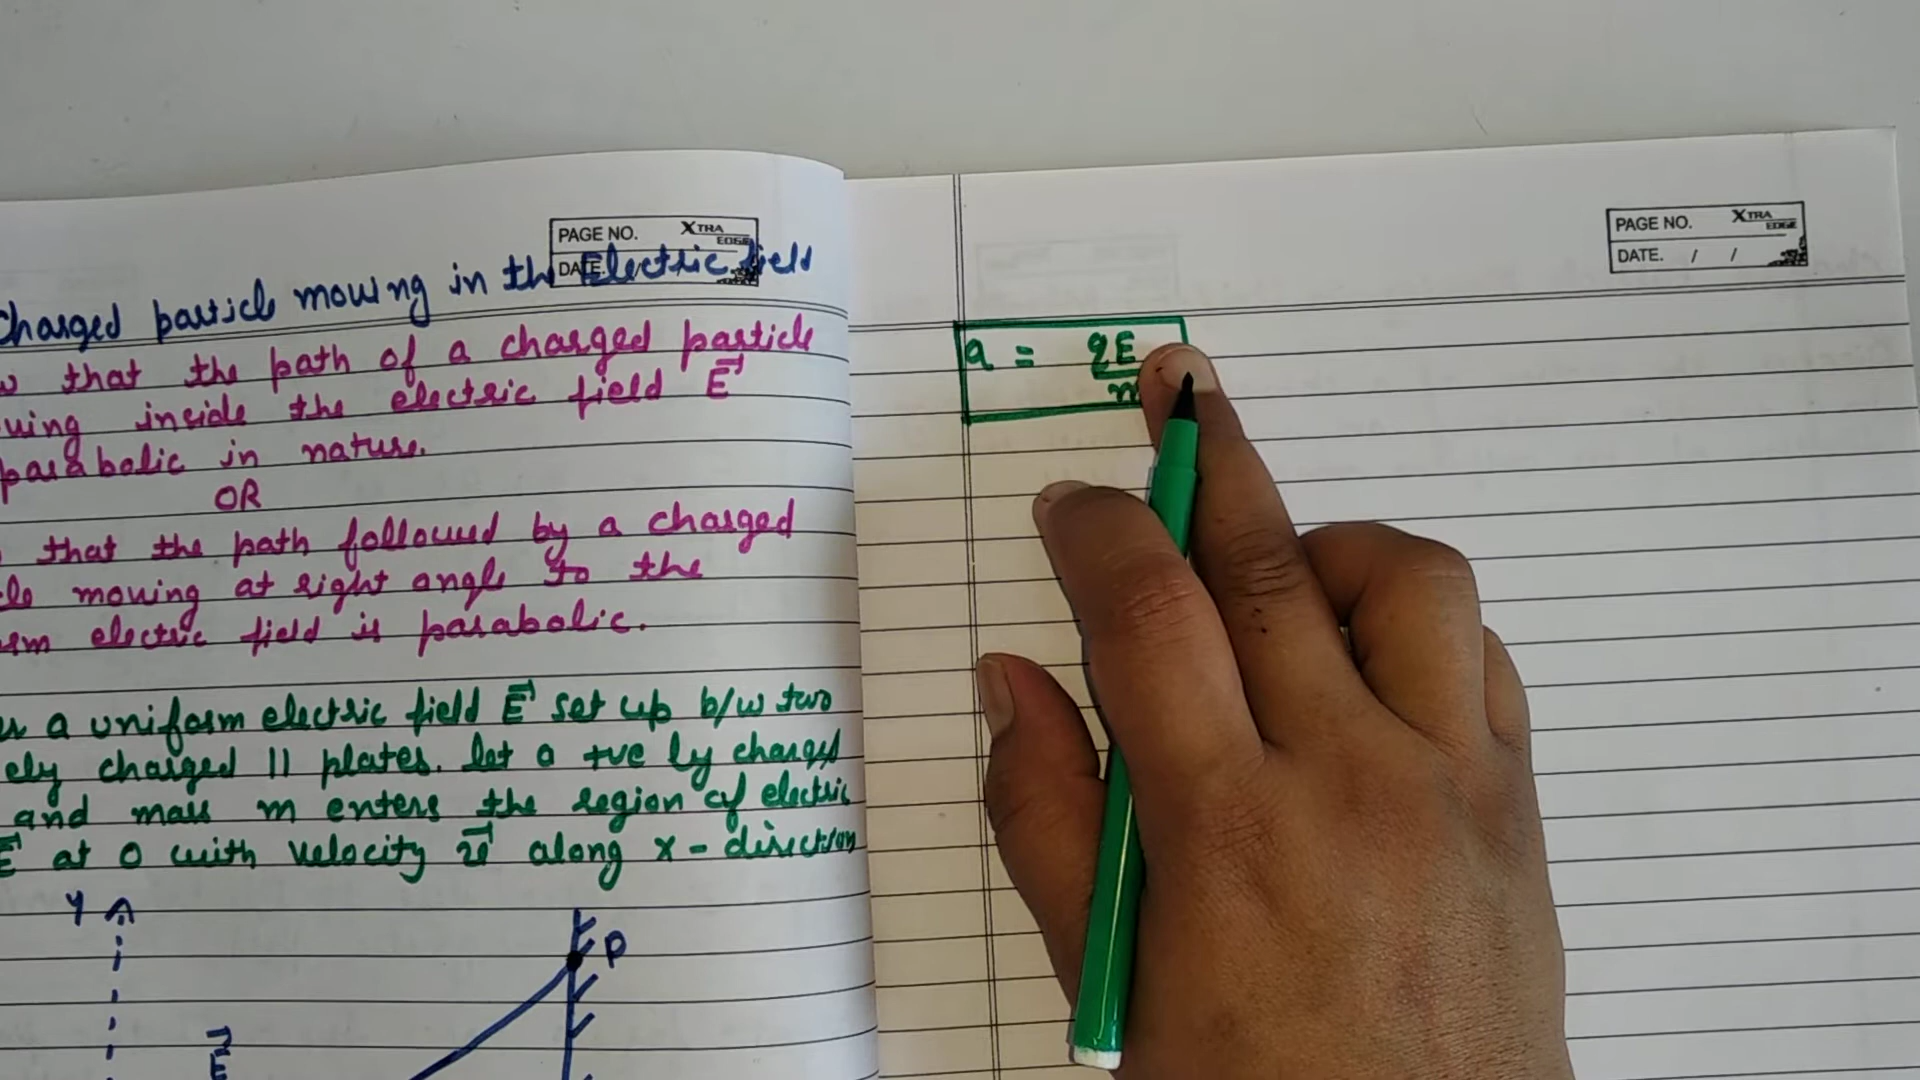 PAGE NO. XTRA EDGE
DATE. / /
Charged particle moving in the Electric field
that the path of a charged particle
inside the electric field E⃗
parabolic in nature.
OR
that the path followed by a charged
moving at right angle to the
electric field is parabolic.
a uniform electric field E⃗ set up b/w two
charged || plates. let a +ve ly charged
and mass m enters the region of electric
E⃗ at O with velocity v⃗ along x-direction
Y
P
E⃗
PAGE NO. XTRA EDGE
DATE. / /
a = qE
m